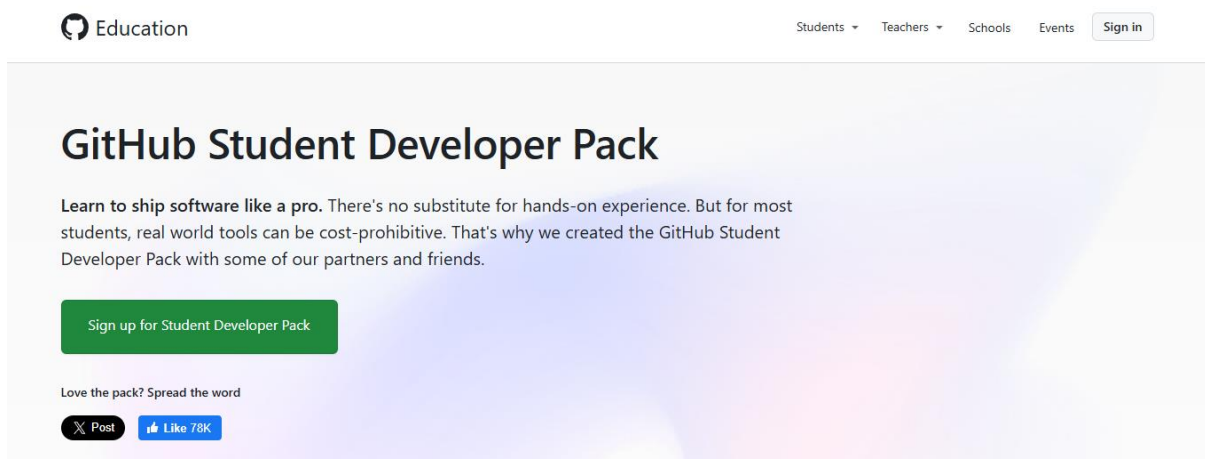 Education
Students
Teachers
Schools
Events
Sign in
GitHub Student Developer Pack
Learn to ship software like a pro. There's no substitute for hands-on experience. But for most
students, real world tools can be cost-prohibitive. That's why we created the GitHub Student
Developer Pack with some of our partners and friends.
Sign up for Student Developer Pack
Love the pack? Spread the word
Post
Like 78K